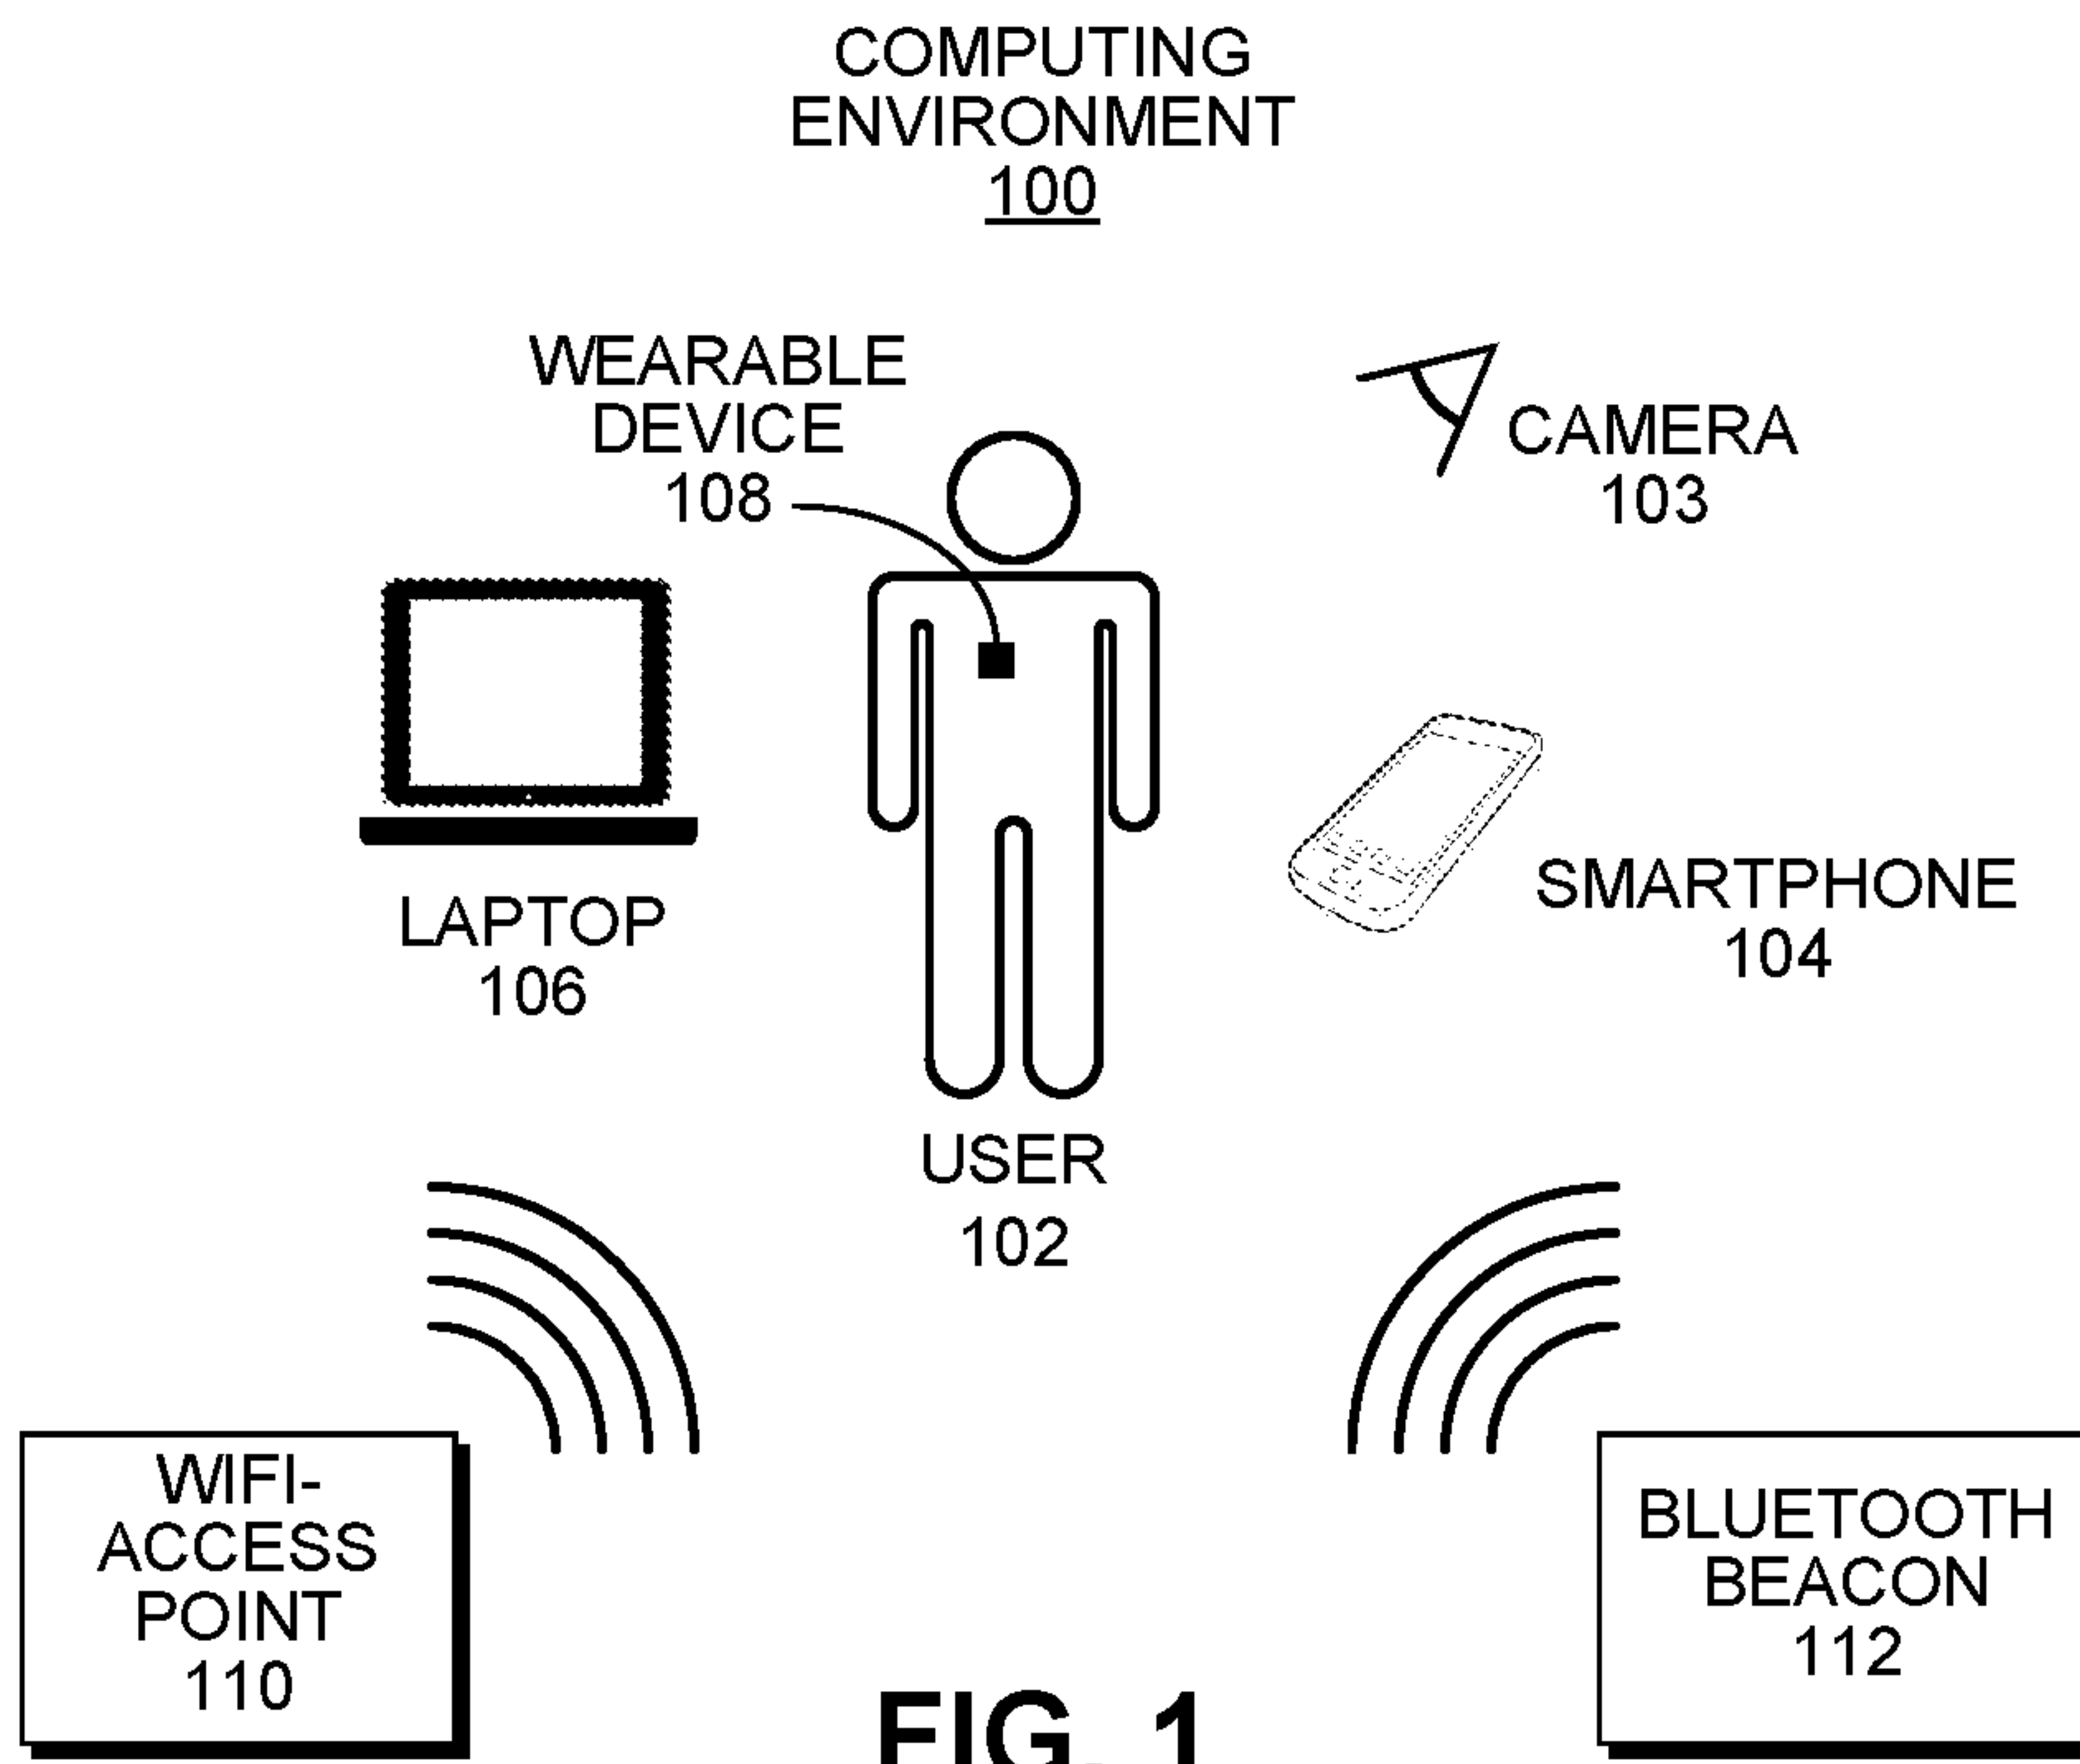 COMPUTING
ENVIRONMENT
100
WEARABLE
DEVICE
108
CAMERA
103
LAPTOP
106
SMARTPHONE
104
USER
102
WIFI-
ACCESS
POINT
110
BLUETOOTH
BEACON
112
FIG. 1